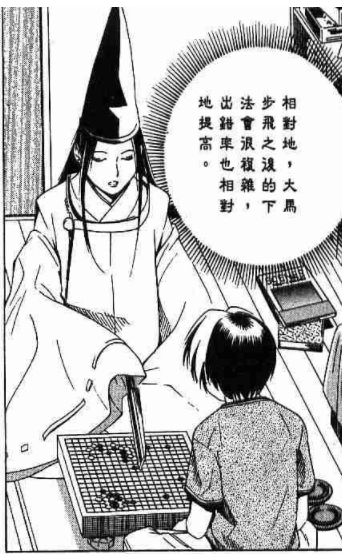 相對地，大馬
步飛之後的下
法會很複雜，
出錯率也相對
地提高。